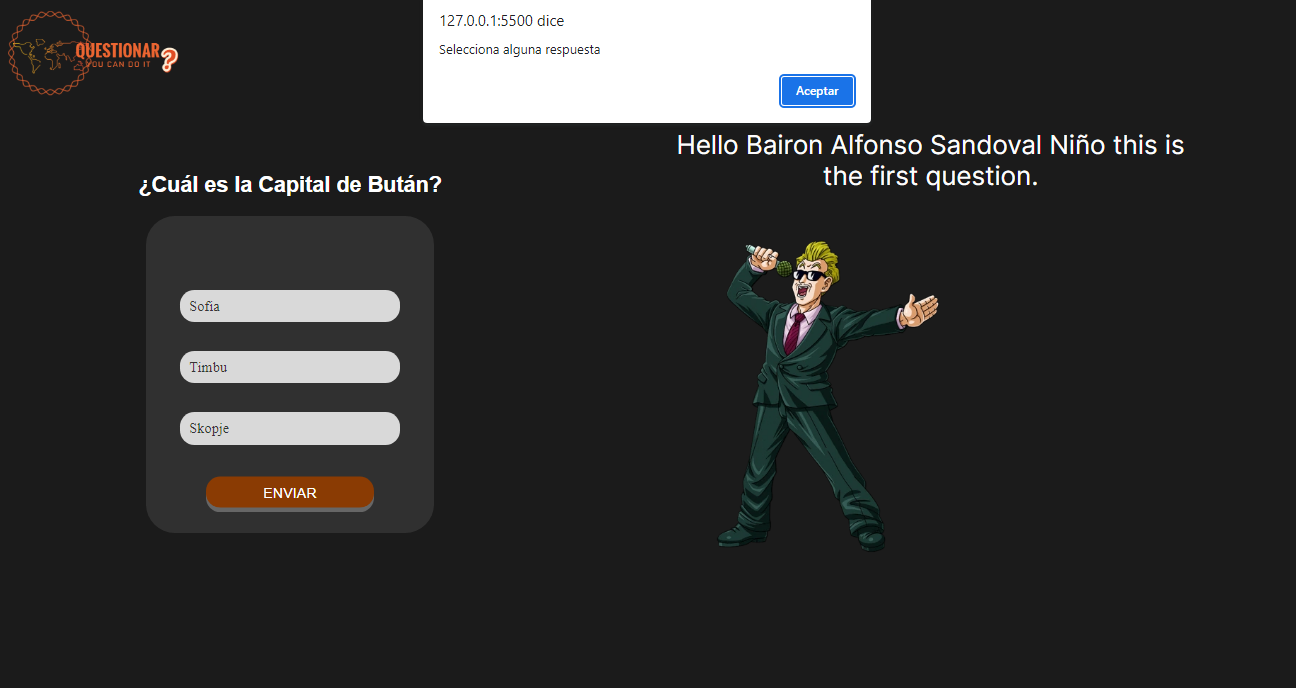 127.0.0.1:5500 dice
Selecciona alguna respuesta
Aceptar
QUESTIONAR?
YOU CAN DO IT
Hello Bairon Alfonso Sandoval Niño this is
the first question.
¿Cuál es la Capital de Bután?
Sofía
Timbu
Skopje
ENVIAR